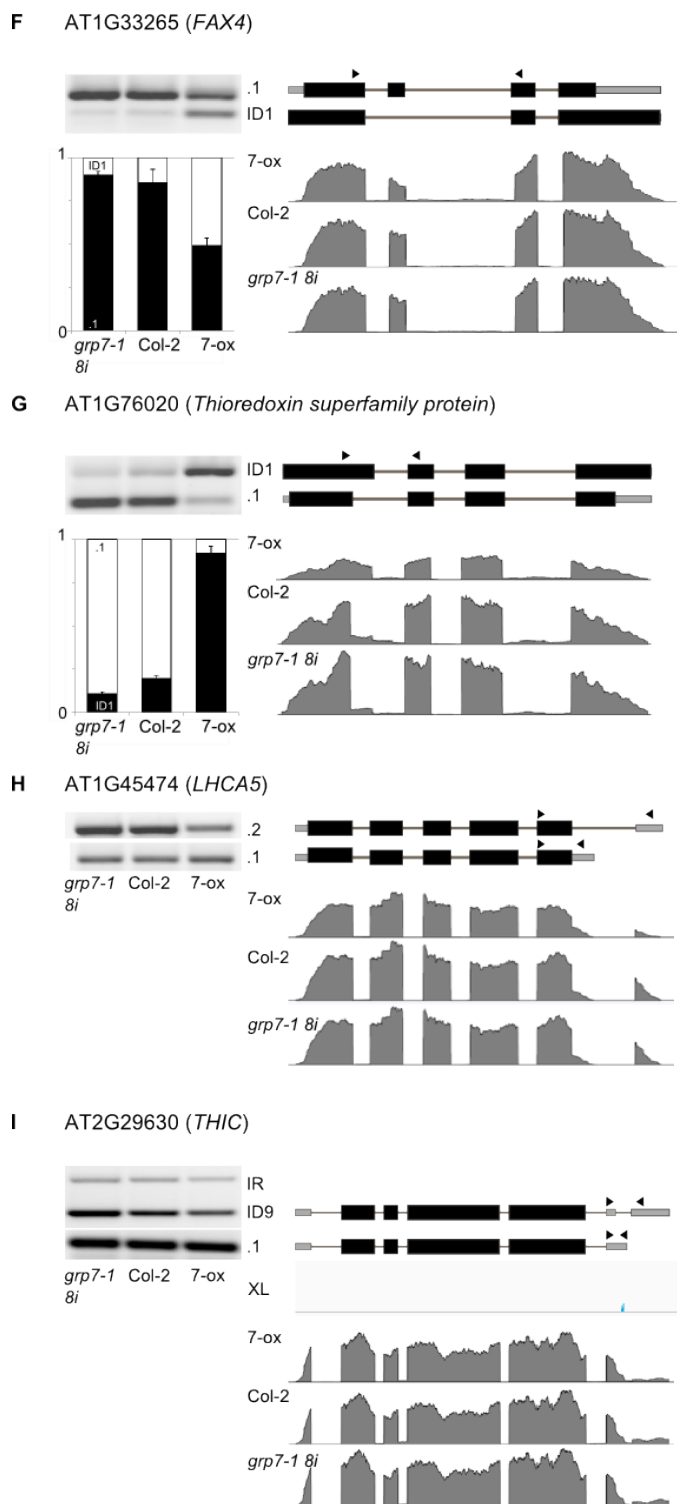 F AT1G33265 (FAX4)
.1
ID1
1
ID1
.1
0
grp7-1 8i
Col-2
7-ox
7-ox
Col-2
grp7-1 8i
G AT1G76020 (Thioredoxin superfamily protein)
ID1
.1
1
.1
ID1
0
grp7-1 8i
Col-2
7-ox
7-ox
Col-2
grp7-1 8i
H AT1G45474 (LHCA5)
.2
.1
grp7-1 8i
Col-2
7-ox
7-ox
Col-2
grp7-1 8i
I AT2G29630 (THIC)
IR
ID9
.1
grp7-1 8i
Col-2
7-ox
XL
7-ox
Col-2
grp7-1 8i